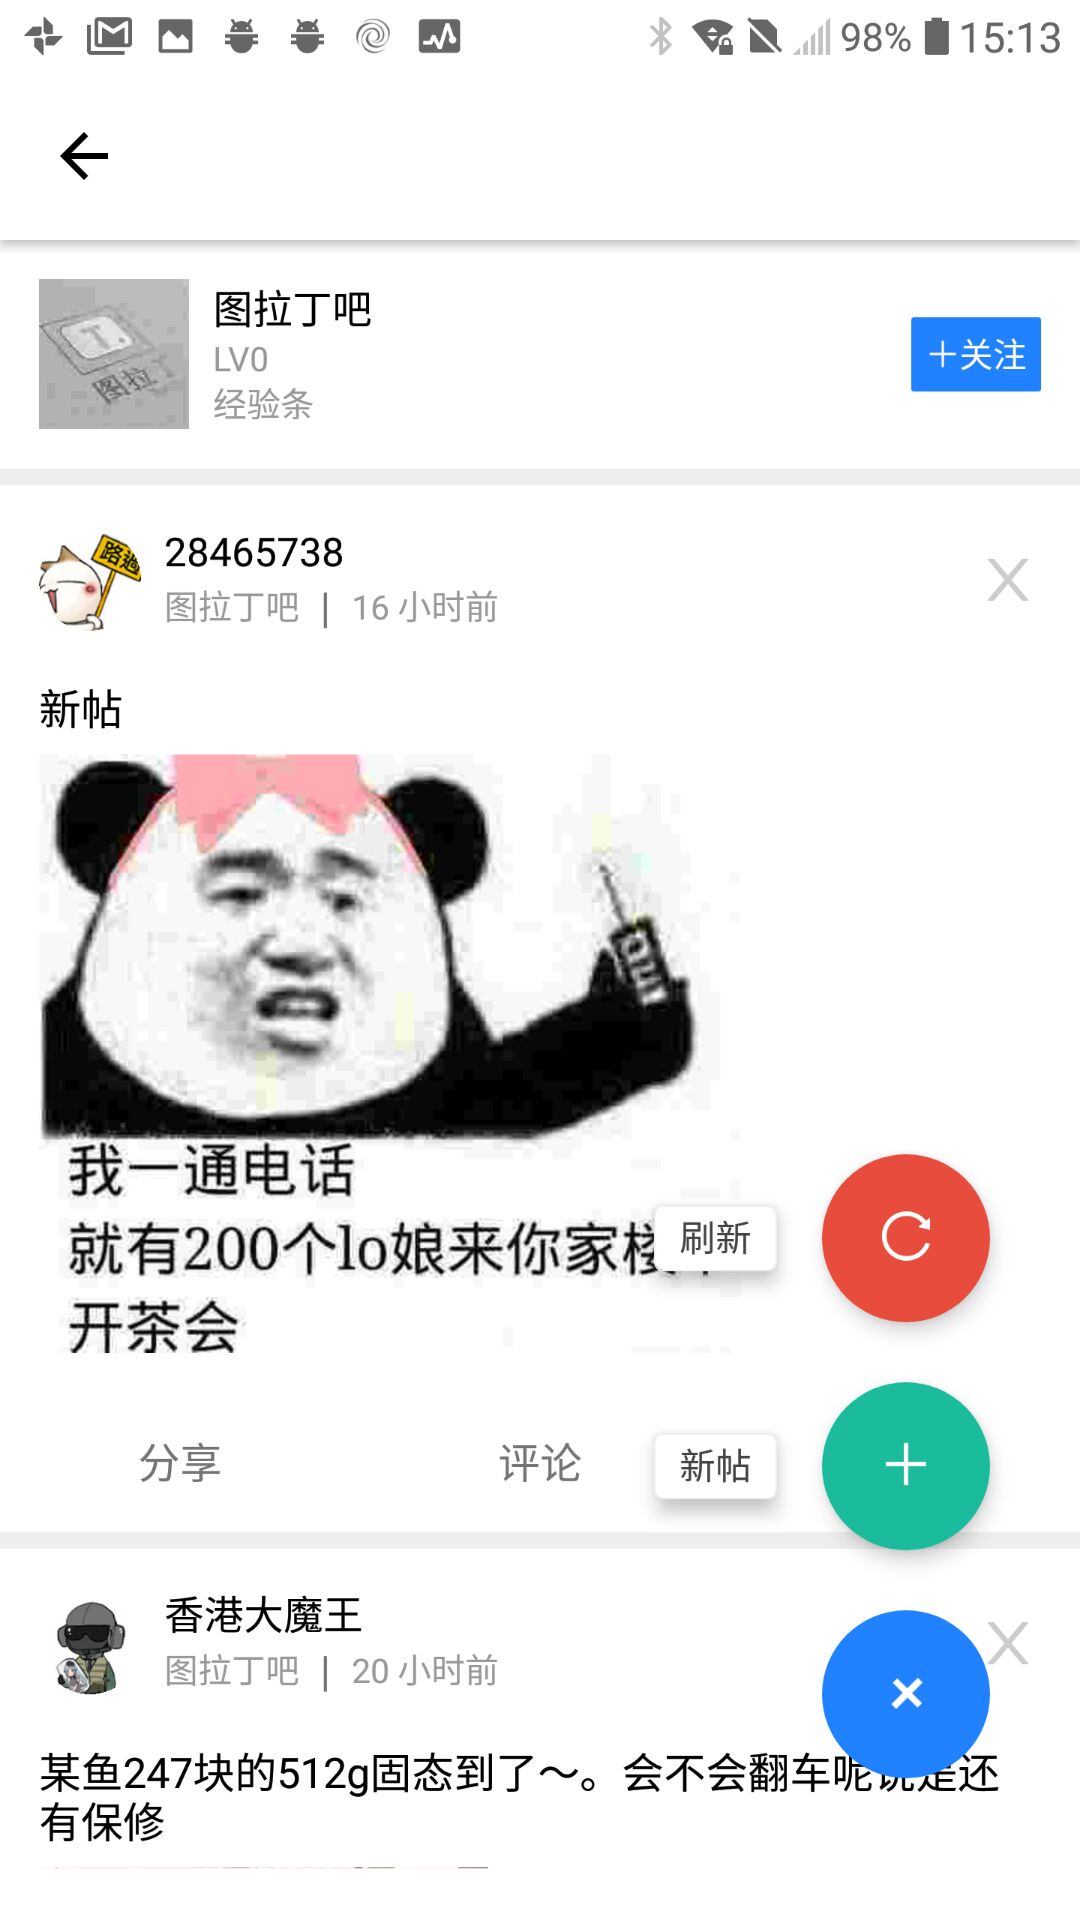 98% 15:13
图拉
图拉丁吧
LV0
经验条
+关注
路過
28465738
图拉丁吧 | 16 小时前
新帖
我一通电话
就有200个lo娘来你家
开茶会
刷新
分享
评论
新帖
香港大魔王
图拉丁吧 | 20 小时前
某鱼247块的512g固态到了～。会不会翻车呢说是还
有保修